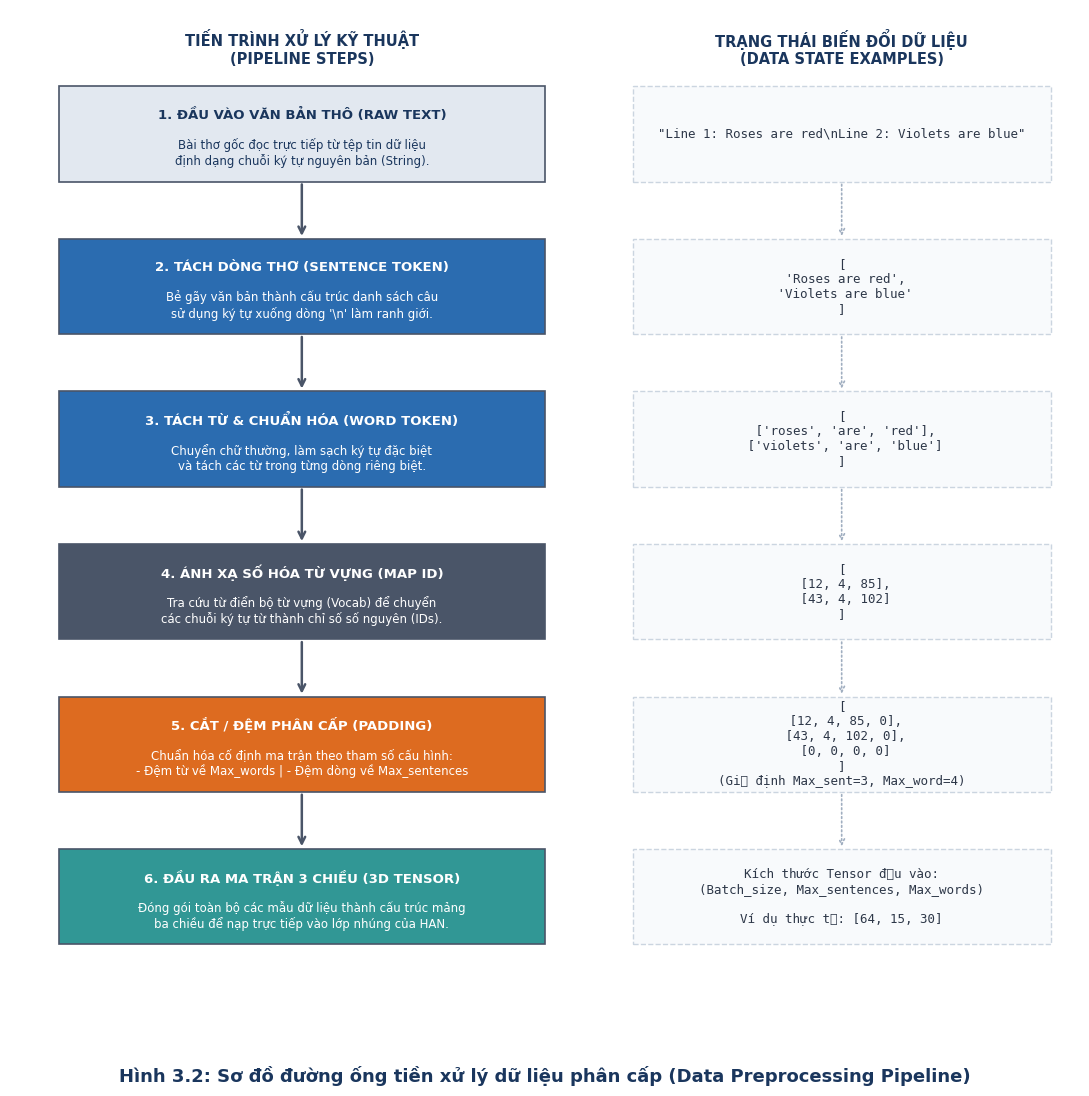 TIẾN TRÌNH XỬ LÝ KỸ THUẬT
(PIPELINE STEPS)
TRẠNG THÁI BIẾN ĐỔI DỮ LIỆU
(DATA STATE EXAMPLES)
1. ĐẦU VÀO VĂN BẢN THÔ (RAW TEXT)
Bài thơ gốc đọc trực tiếp từ tệp tin dữ liệu
định dạng chuỗi ký tự nguyên bản (String).
"Line 1: Roses are red\nLine 2: Violets are blue"
2. TÁCH DÒNG THƠ (SENTENCE TOKEN)
Bẻ gãy văn bản thành cấu trúc danh sách câu
sử dụng ký tự xuống dòng '\n' làm ranh giới.
[
'Roses are red',
'Violets are blue'
]
3. TÁCH TỪ & CHUẨN HÓA (WORD TOKEN)
Chuyển chữ thường, làm sạch ký tự đặc biệt
và tách các từ trong từng dòng riêng biệt.
[
['roses', 'are', 'red'],
['violets', 'are', 'blue']
]
4. ÁNH XẠ SỐ HÓA TỪ VỰNG (MAP ID)
Tra cứu từ điển bộ từ vựng (Vocab) để chuyển
các chuỗi ký tự từ thành chỉ số số nguyên (IDs).
[
[12, 4, 85],
[43, 4, 102]
]
5. CẮT / ĐỆM PHÂN CẤP (PADDING)
Chuẩn hóa cố định ma trận theo tham số cấu hình:
- Đệm từ về Max_words | - Đệm dòng về Max_sentences
[
[12, 4, 85, 0],
[43, 4, 102, 0],
[0, 0, 0, 0]
]
(Gi▯ định Max_sent=3, Max_word=4)
6. ĐẦU RA MA TRẬN 3 CHIỀU (3D TENSOR)
Đóng gói toàn bộ các mẫu dữ liệu thành cấu trúc mảng
ba chiều để nạp trực tiếp vào lớp nhúng của HAN.
Kích thước Tensor đ▯u vào:
(Batch_size, Max_sentences, Max_words)
Ví dụ thực t▯: [64, 15, 30]
Hình 3.2: Sơ đồ đường ống tiền xử lý dữ liệu phân cấp (Data Preprocessing Pipeline)